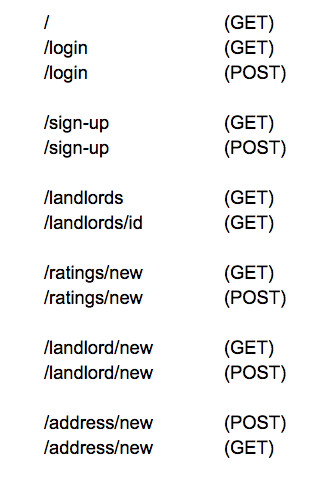 / (GET)
/login (GET)
/login (POST)
/sign-up (GET)
/sign-up (POST)
/landlords (GET)
/landlords/id (GET)
/ratings/new (GET)
/ratings/new (POST)
/landlord/new (GET)
/landlord/new (POST)
/address/new (POST)
/address/new (GET)